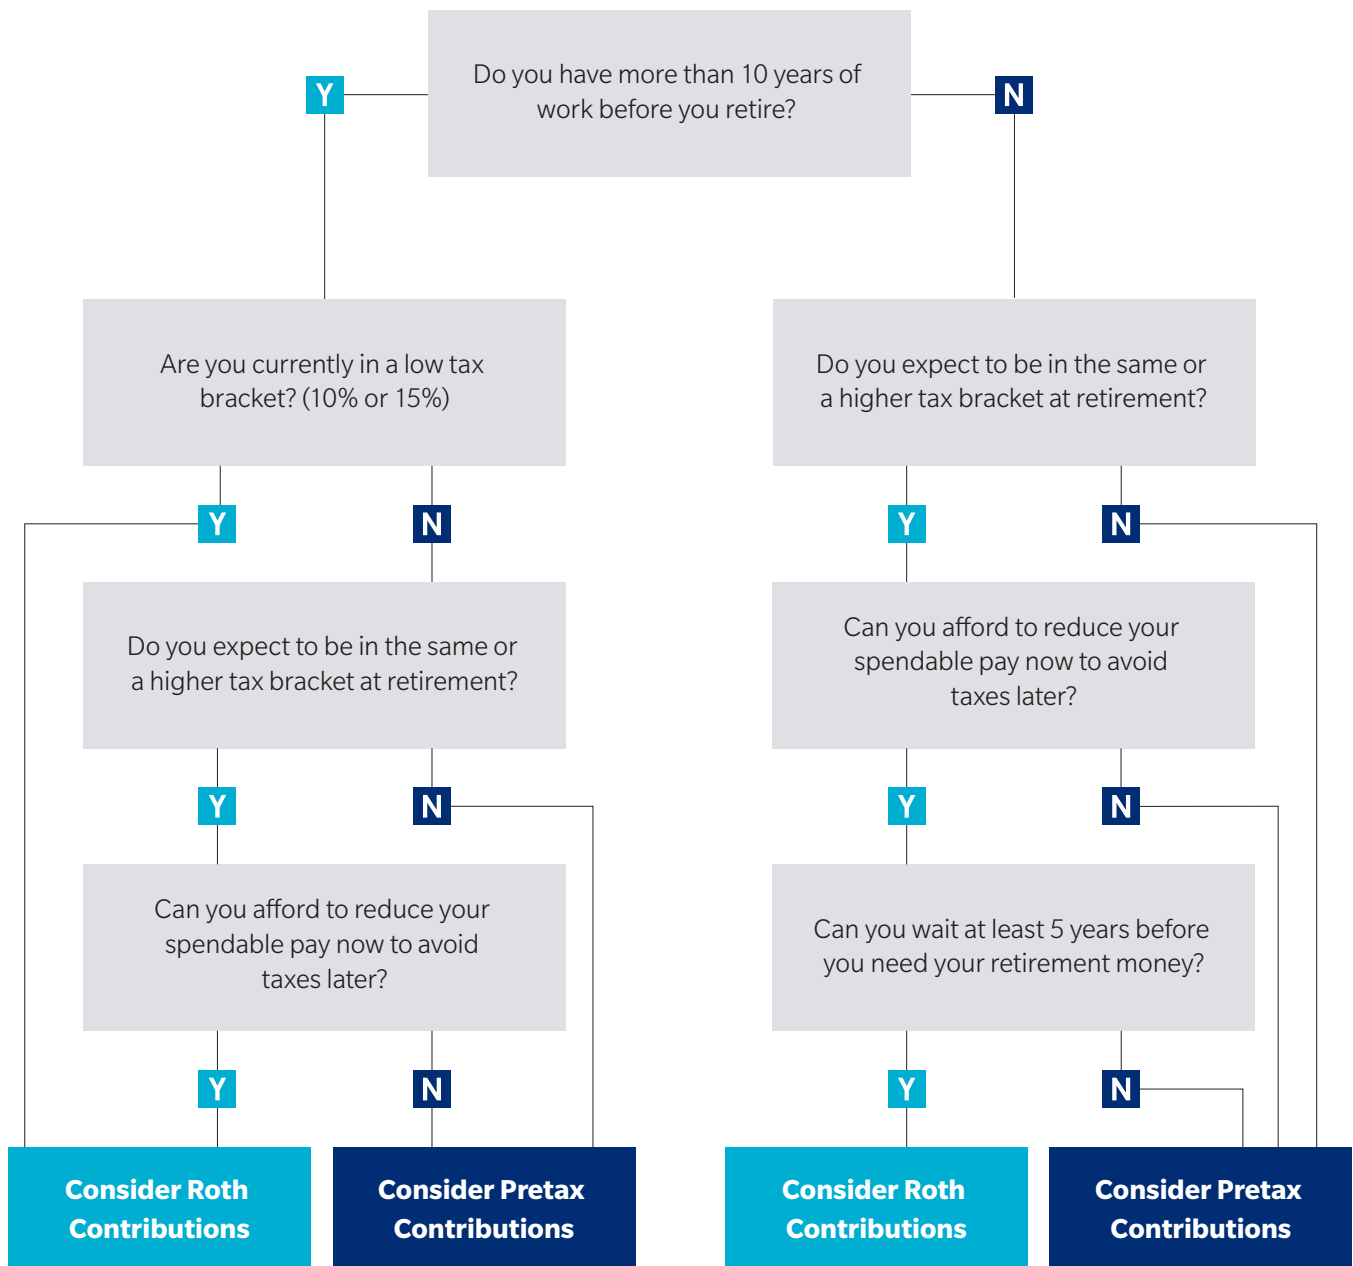 Do you have more than 10 years of
work before you retire?
Y
N
Are you currently in a low tax
bracket? (10% or 15%)
Do you expect to be in the same or
a higher tax bracket at retirement?
Y
N
Y
N
Do you expect to be in the same or
a higher tax bracket at retirement?
Can you afford to reduce your
spendable pay now to avoid
taxes later?
Y
N
Y
N
Can you afford to reduce your
spendable pay now to avoid
taxes later?
Can you wait at least 5 years before
you need your retirement money?
Y
N
Y
N
Consider Roth
Contributions
Consider Pretax
Contributions
Consider Roth
Contributions
Consider Pretax
Contributions